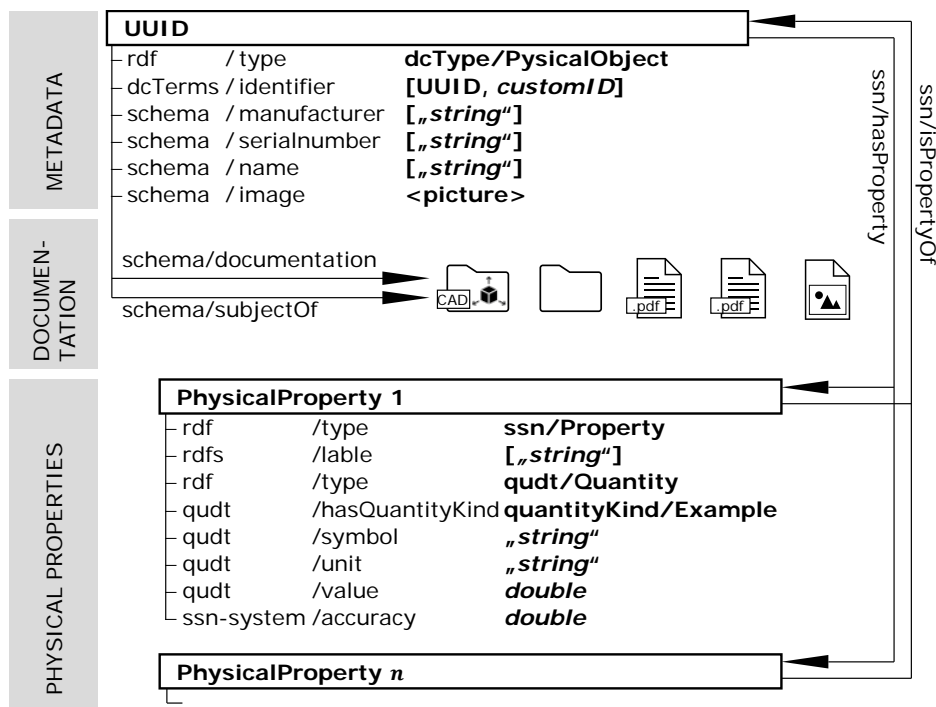 METADATA
UUID
rdf /type dcType/PysicalObject
dcTerms /identifier [UUID, customID]
schema /manufacturer [„string“]
schema /serialnumber [„string“]
schema /name [„string“]
schema /image <picture>
ssn/hasProperty
ssn/isPropertyOf
DOCUMEN-
TATION
schema/documentation
schema/subjectOf
CAD
.pdf
.pdf
PHYSICAL PROPERTIES
PhysicalProperty 1
rdf /type ssn/Property
rdfs /lable [„string“]
rdf /type qudt/Quantity
qudt /hasQuantityKind quantityKind/Example
qudt /symbol „string“
qudt /unit „string“
qudt /value double
ssn-system /accuracy double
PhysicalProperty n